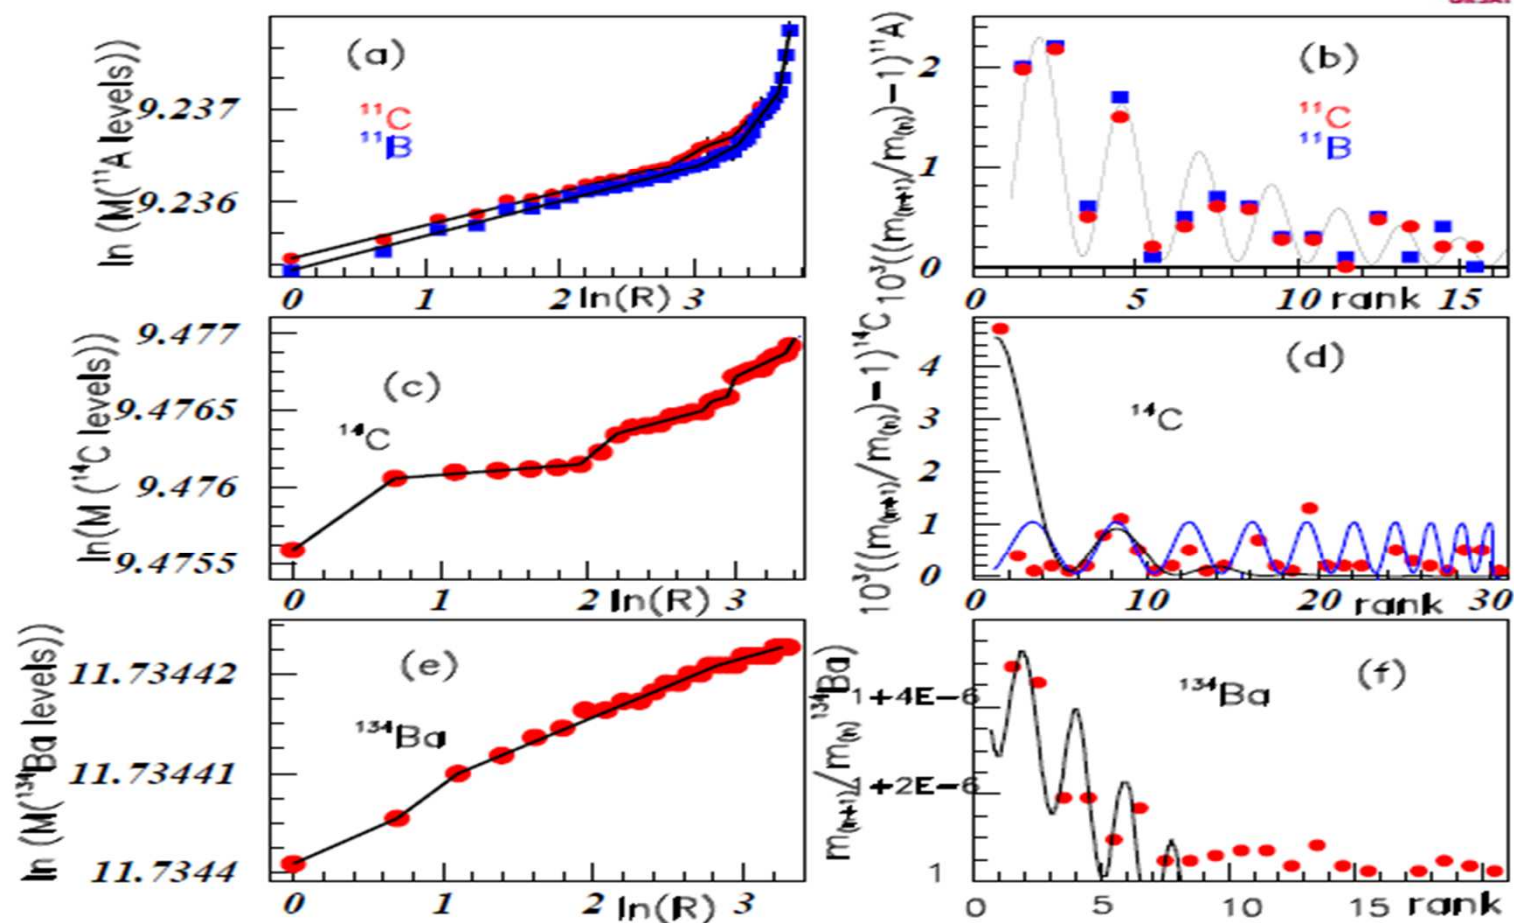 (a)
ln (M(¹¹A levels))
9.237
9.236
¹¹C
¹¹B
0 1 2 ln(R) 3
(b)
10³((m(n+1)/m(n))−1)¹¹A)
2
1
0
¹¹C
¹¹B
0 5 10 rank 15
(c)
ln(M (¹⁴C levels))
9.477
9.4765
9.476
9.4755
¹⁴C
0 1 2 ln(R) 3
(d)
10³((m(n+1)/m(n))−1)¹⁴C
4
3
2
1
0
¹⁴C
0 10 20 rank 30
(e)
ln (M(¹³⁴Ba levels))
11.73442
11.73441
11.7344
¹³⁴Ba
0 1 2 ln(R) 3
(f)
m(n+1)/m(n) ¹³⁴Ba)
1+4E−6
1+2E−6
1
¹³⁴Ba
0 5 10 15 rank